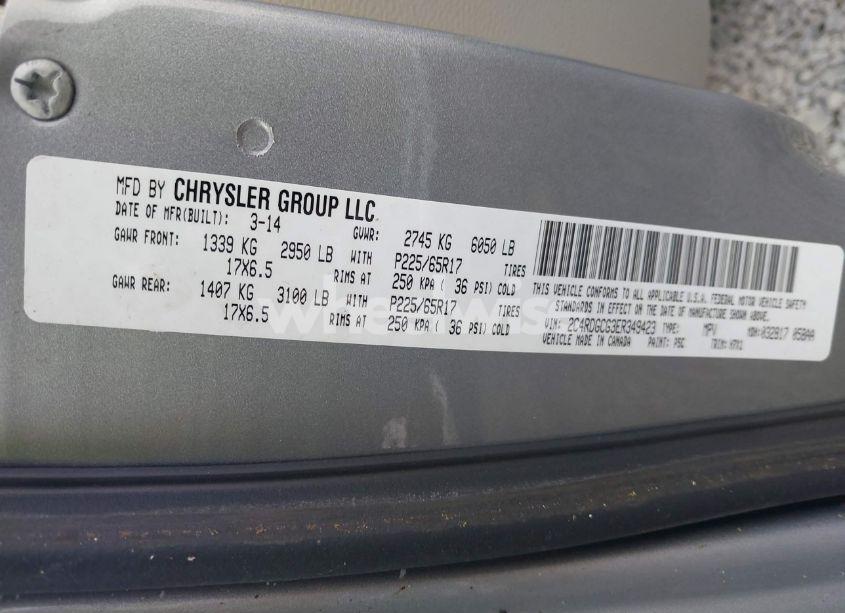 MFD BY CHRYSLER GROUP LLC
DATE OF MFR(BUILT): 3-14 GVWR: 2745 KG 6050 LB
GAWR FRONT: 1339 KG 2950 LB WITH P225/65R17 TIRES
17X6.5 RIMS AT 250 KPA ( 36 PSI) COLD
GAWR REAR: 1407 KG 3100 LB WITH P225/65R17 TIRES
17X6.5 RIMS AT 250 KPA ( 36 PSI) COLD
THIS VEHICLE CONFORMS TO ALL APPLICABLE U.S.A. FEDERAL MOTOR VEHICLE SAFETY
STANDARDS IN EFFECT ON THE DATE OF MANUFACTURE SHOWN ABOVE.
VIN: 2C4RDGCG3ER349423 TYPE: MPV MDH: 032817 058AA
VEHICLE MADE IN CANADA PAINT: PSC TRIM: